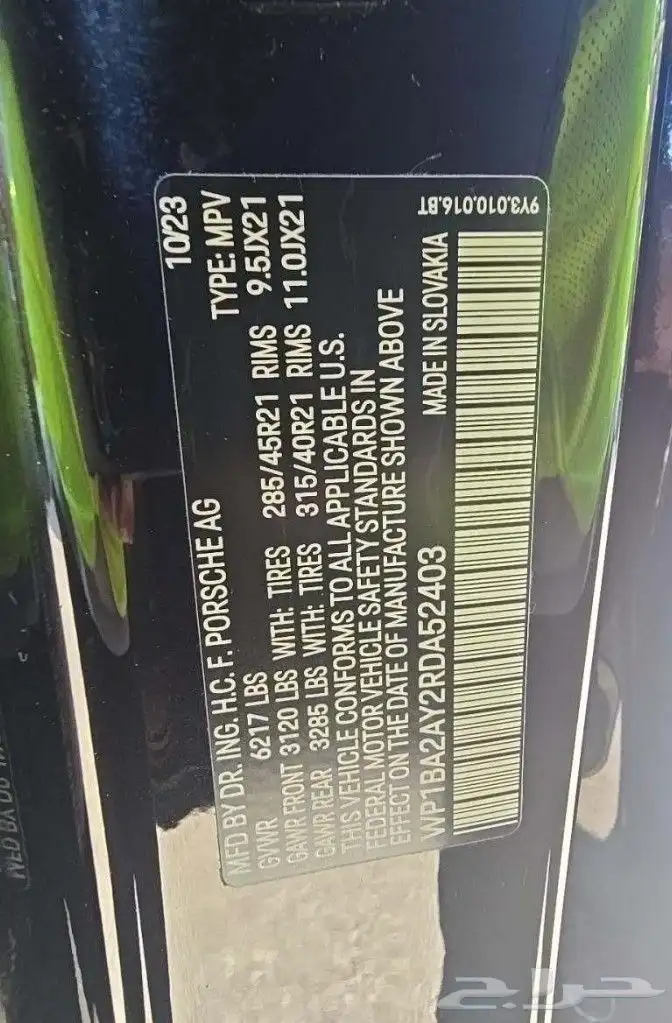 MFD BY DR. ING. H.C. F. PORSCHE AG 10/23
GVWR 6217 LBS TYPE: MPV
GAWR FRONT 3120 LBS WITH: TIRES 285/45R21 RIMS 9.5JX21
GAWR REAR 3285 LBS WITH: TIRES 315/40R21 RIMS 11.0JX21
THIS VEHICLE CONFORMS TO ALL APPLICABLE U.S.
FEDERAL MOTOR VEHICLE SAFETY STANDARDS IN
EFFECT ON THE DATE OF MANUFACTURE SHOWN ABOVE
WP1BA2AY2RDA52403 MADE IN SLOVAKIA
9Y3.010.016.BT
حراج